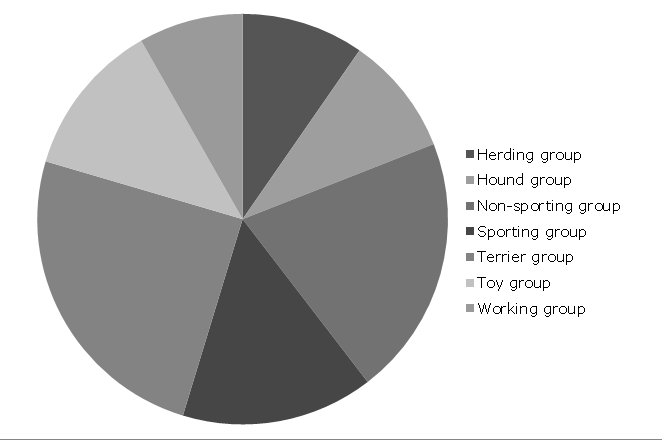 Herding group
Hound group
Non-sporting group
Sporting group
Terrier group
Toy group
Working group